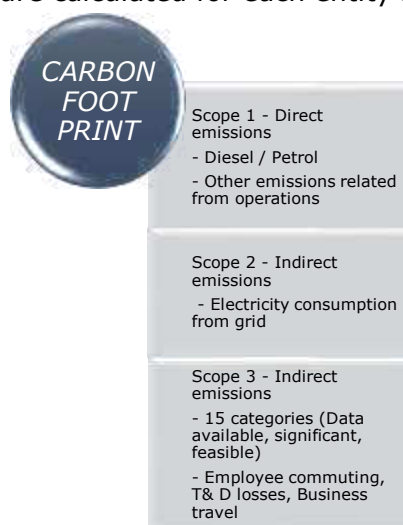 CARBON
FOOT
PRINT
Scope 1 - Direct
emissions
- Diesel / Petrol
- Other emissions related
from operations
Scope 2 - Indirect
emissions
- Electricity consumption
from grid
Scope 3 - Indirect
emissions
- 15 categories (Data
available, significant,
feasible)
- Employee commuting,
T& D losses, Business
travel